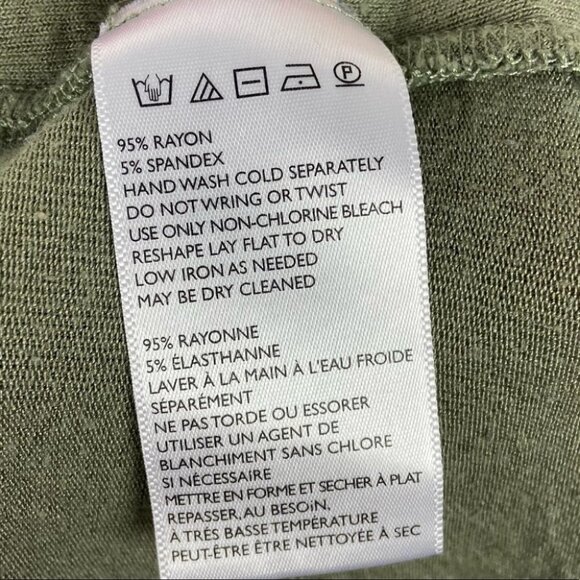 P
95% RAYON
5% SPANDEX
HAND WASH COLD SEPARATELY
DO NOT WRING OR TWIST
USE ONLY NON-CHLORINE BLEACH
RESHAPE LAY FLAT TO DRY
LOW IRON AS NEEDED
MAY BE DRY CLEANED
95% RAYONNE
5% ÉLASTHANNE
LAVER À LA MAIN À L'EAU FROIDE
SÉPARÉMENT
NE PAS TORDE OU ESSORER
UTILISER UN AGENT DE
BLANCHIMENT SANS CHLORE
SI NÉCESSAIRE
METTRE EN FORME ET SECHER À PLAT
REPASSER, AU BESOIN,
À TRÈS BASSE TEMPÉRATURE
PEUT-ÊTRE ÊTRE NETTOYÉE À SEC